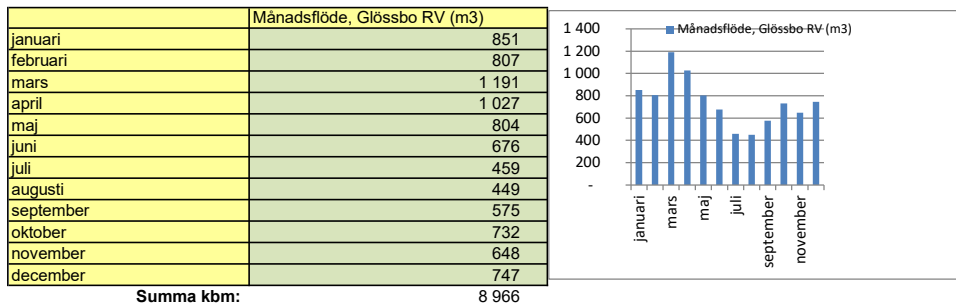 Månadsflöde, Glössbo RV (m3)
januari 851
februari 807
mars 1 191
april 1 027
maj 804
juni 676
juli 459
augusti 449
september 575
oktober 732
november 648
december 747
Summa kbm: 8 966
Månadsflöde, Glössbo RV (m3)
1 400
1 200
1 000
800
600
400
200
-
januari
mars
maj
juli
september
november